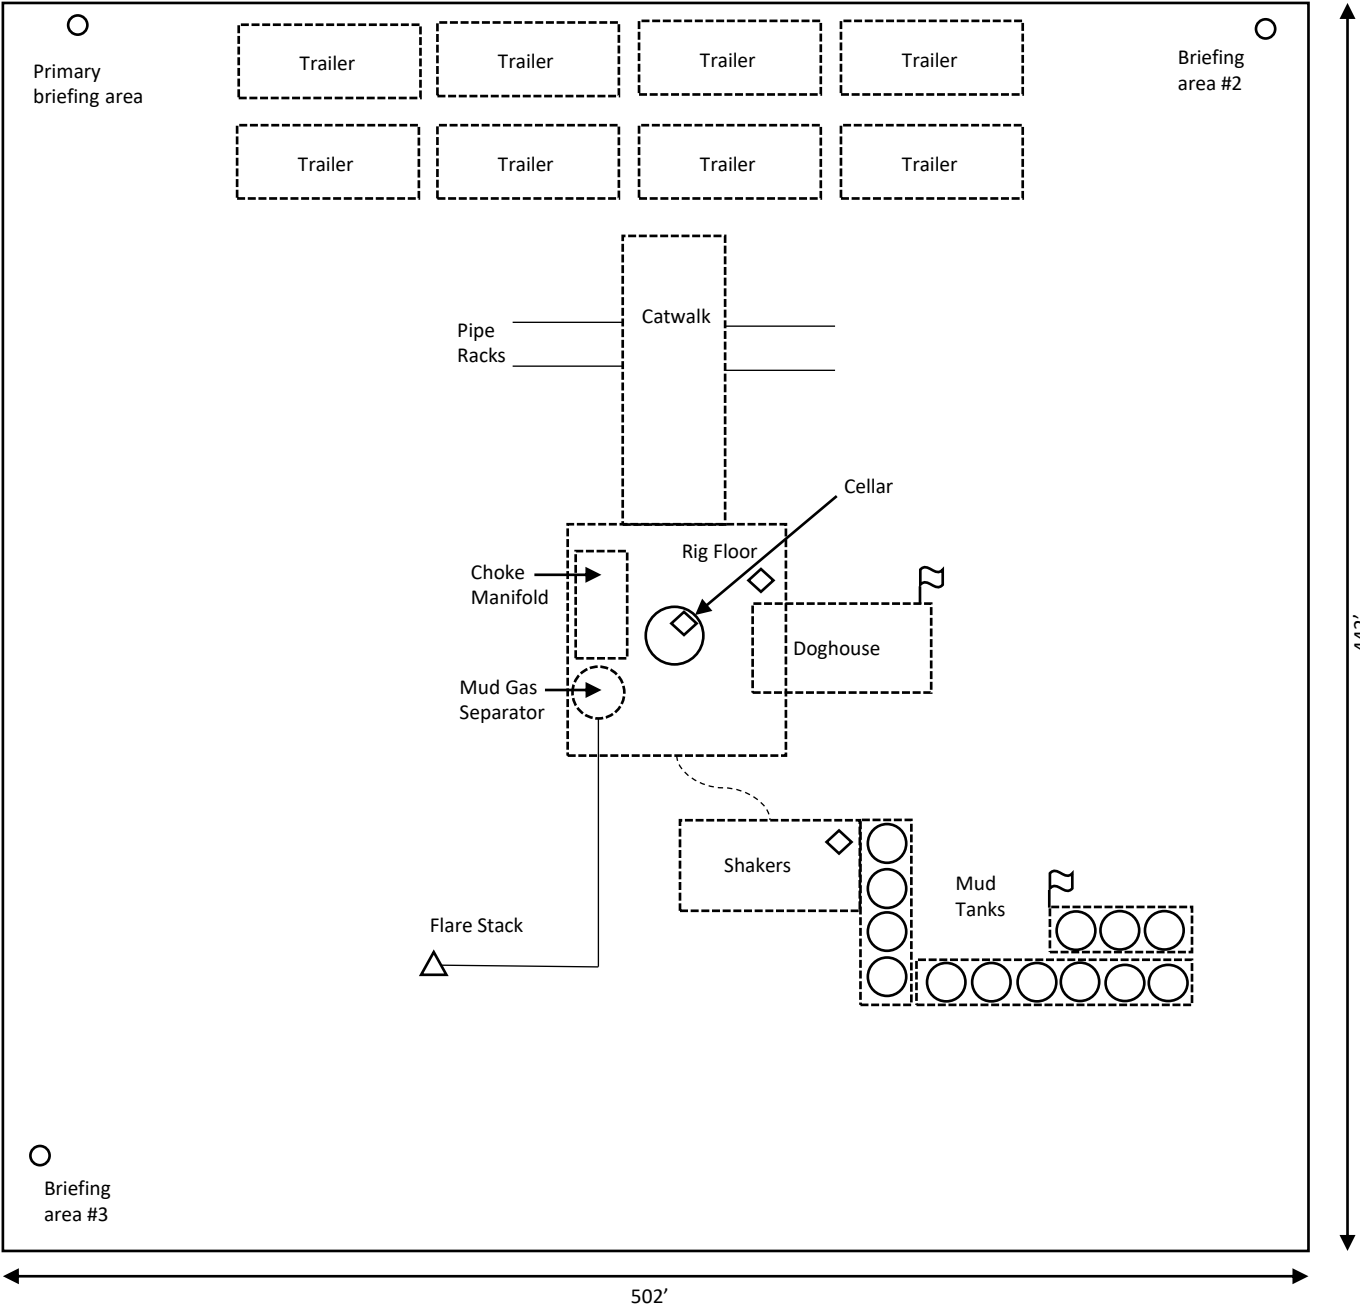 Primary
briefing area
Trailer
Trailer
Trailer
Trailer
Briefing
area #2
Trailer
Trailer
Trailer
Trailer
Catwalk
Pipe
Racks
Cellar
Rig Floor
Choke
Manifold
Doghouse
Mud Gas
Separator
Shakers
Mud
Tanks
Flare Stack
Briefing
area #3
502’